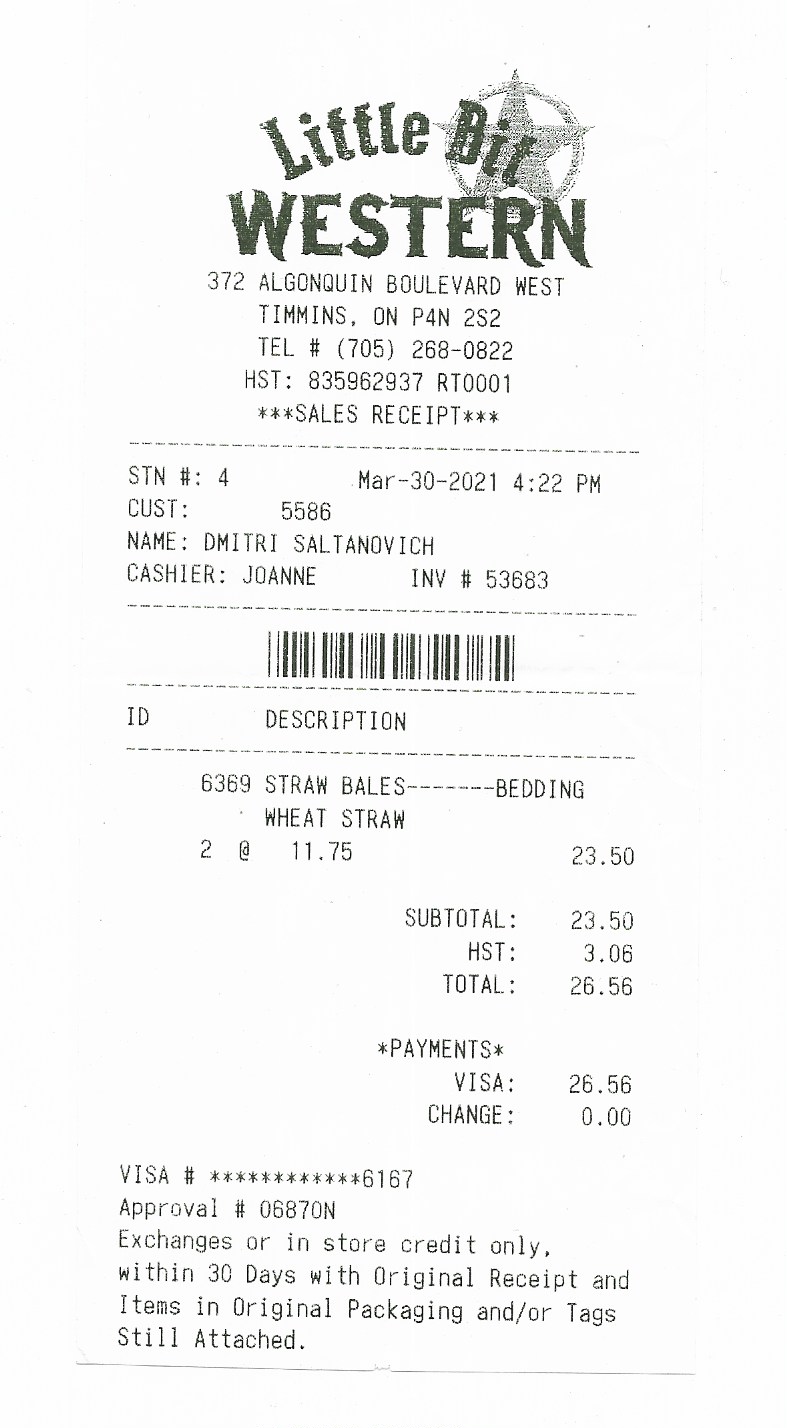 Little Bit
WESTERN
372 ALGONQUIN BOULEVARD WEST
TIMMINS, ON P4N 2S2
TEL # (705) 268-0822
HST: 835962937 RT0001
***SALES RECEIPT***
STN #: 4 Mar-30-2021 4:22 PM
CUST: 5586
NAME: DMITRI SALTANOVICH
CASHIER: JOANNE INV # 53683
ID DESCRIPTION
6369 STRAW BALES-------BEDDING
WHEAT STRAW
2 @ 11.75 23.50
SUBTOTAL: 23.50
HST: 3.06
TOTAL: 26.56
*PAYMENTS*
VISA: 26.56
CHANGE: 0.00
VISA # ************6167
Approval # 06870N
Exchanges or in store credit only,
within 30 Days with Original Receipt and
Items in Original Packaging and/or Tags
Still Attached.